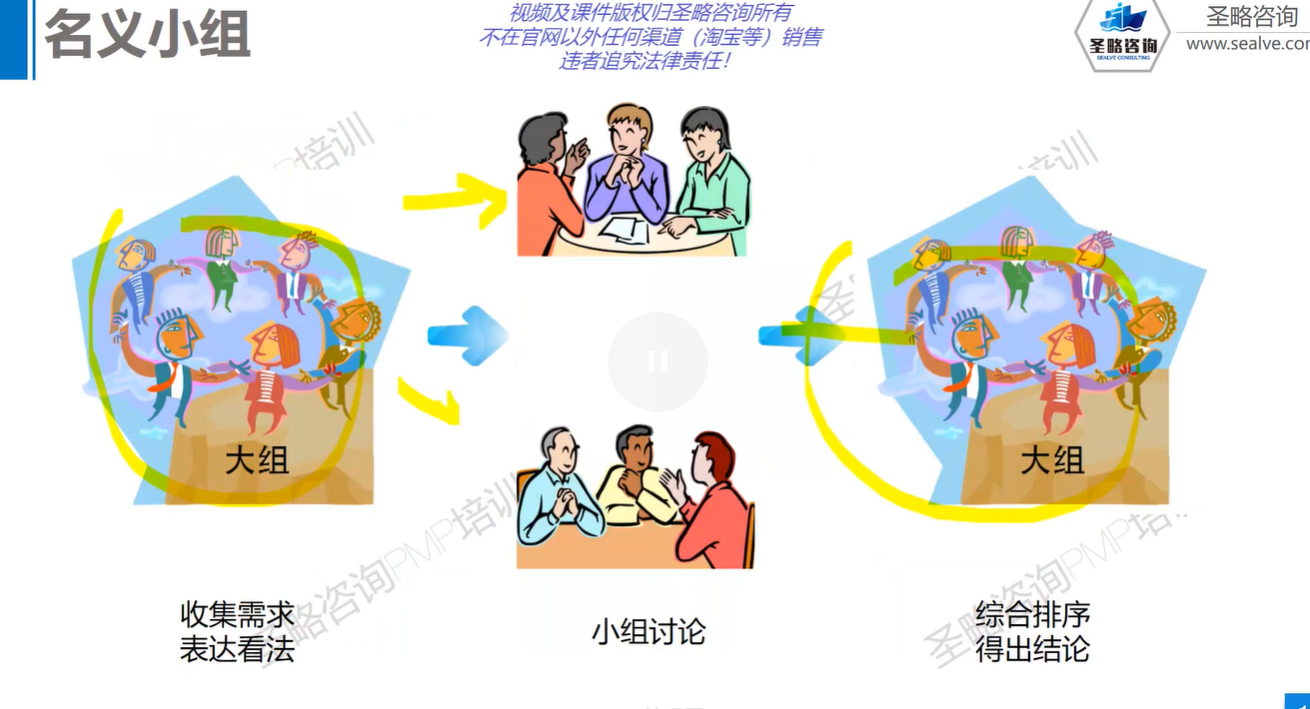 名义小组
视频及课件版权归圣略咨询所有
不在官网以外任何渠道（淘宝等）销售
违者追究法律责任！
圣略咨询
SEALVE CONSULTING
圣略咨询
www.sealve.cor
PMP培训
培训
圣
大组
大组
圣略咨询PMP培训
圣略咨询PMP培
收集需求
表达看法
小组讨论
综合排序
得出结论